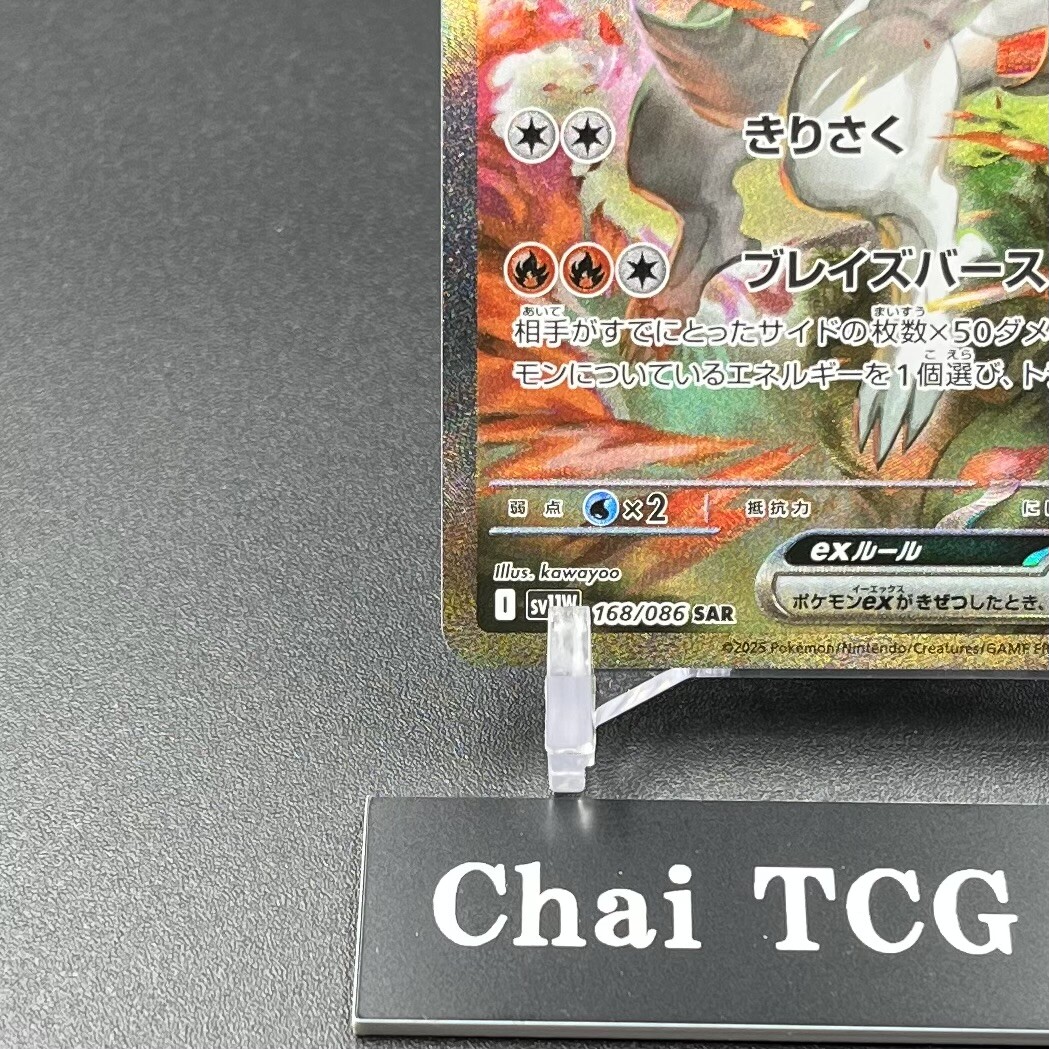 きりさく
ブレイズバース
あいて まいすう
相手がすでにとったサイドの枚数×50ダメ
こ えら
モンについているエネルギーを1個選び、ト
弱点 ×2 抵抗力 にに
exルール
Illus. kawayoo
イーエックス
I sv11W 168/086 SAR ポケモンexがきぜつしたとき、
©2025 Pokémon/Nintendo/Creatures/GAME FR
Chai TCG